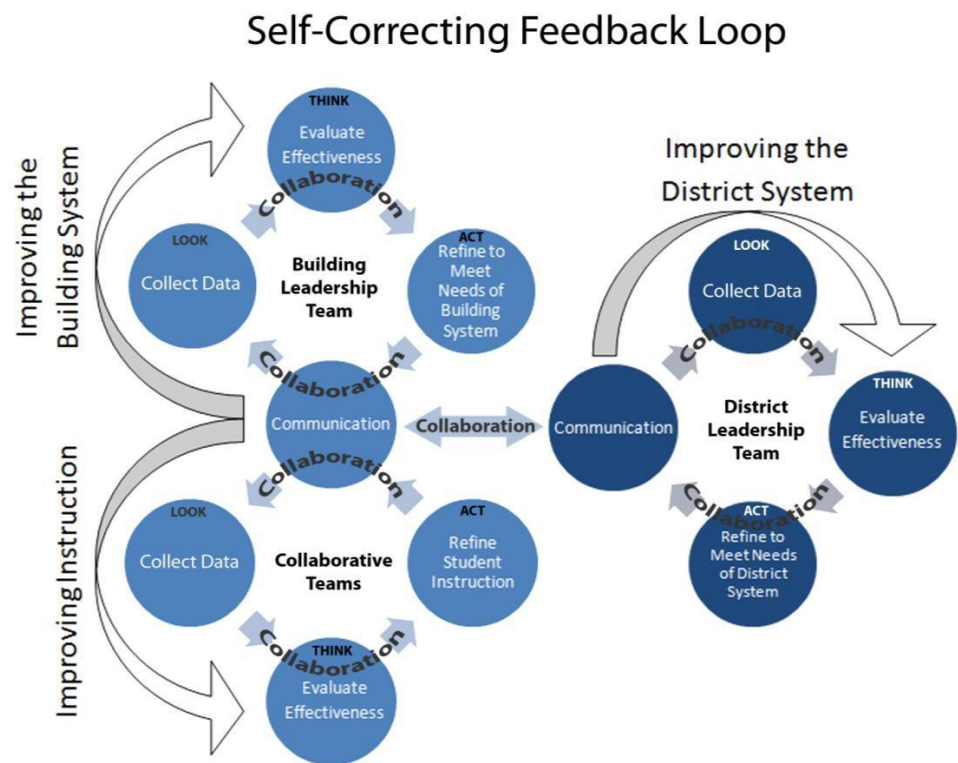 Self-Correcting Feedback Loop
Improving the
Building System
THINK
Evaluate
Effectiveness
Collaboration
LOOK
Collect Data
Building
Leadership
Team
ACT
Refine to
Meet
Needs of
Building
System
Collaboration
Communication
Collaboration
Improving Instruction
LOOK
Collect Data
Collaborative
Teams
ACT
Refine
Student
Instruction
Collaboration
THINK
Evaluate
Effectiveness
Collaboration
Improving the
District System
LOOK
Collect Data
Collaboration
Communication
District
Leadership
Team
THINK
Evaluate
Effectiveness
Collaboration
ACT
Refine to
Meet Needs
of District
System